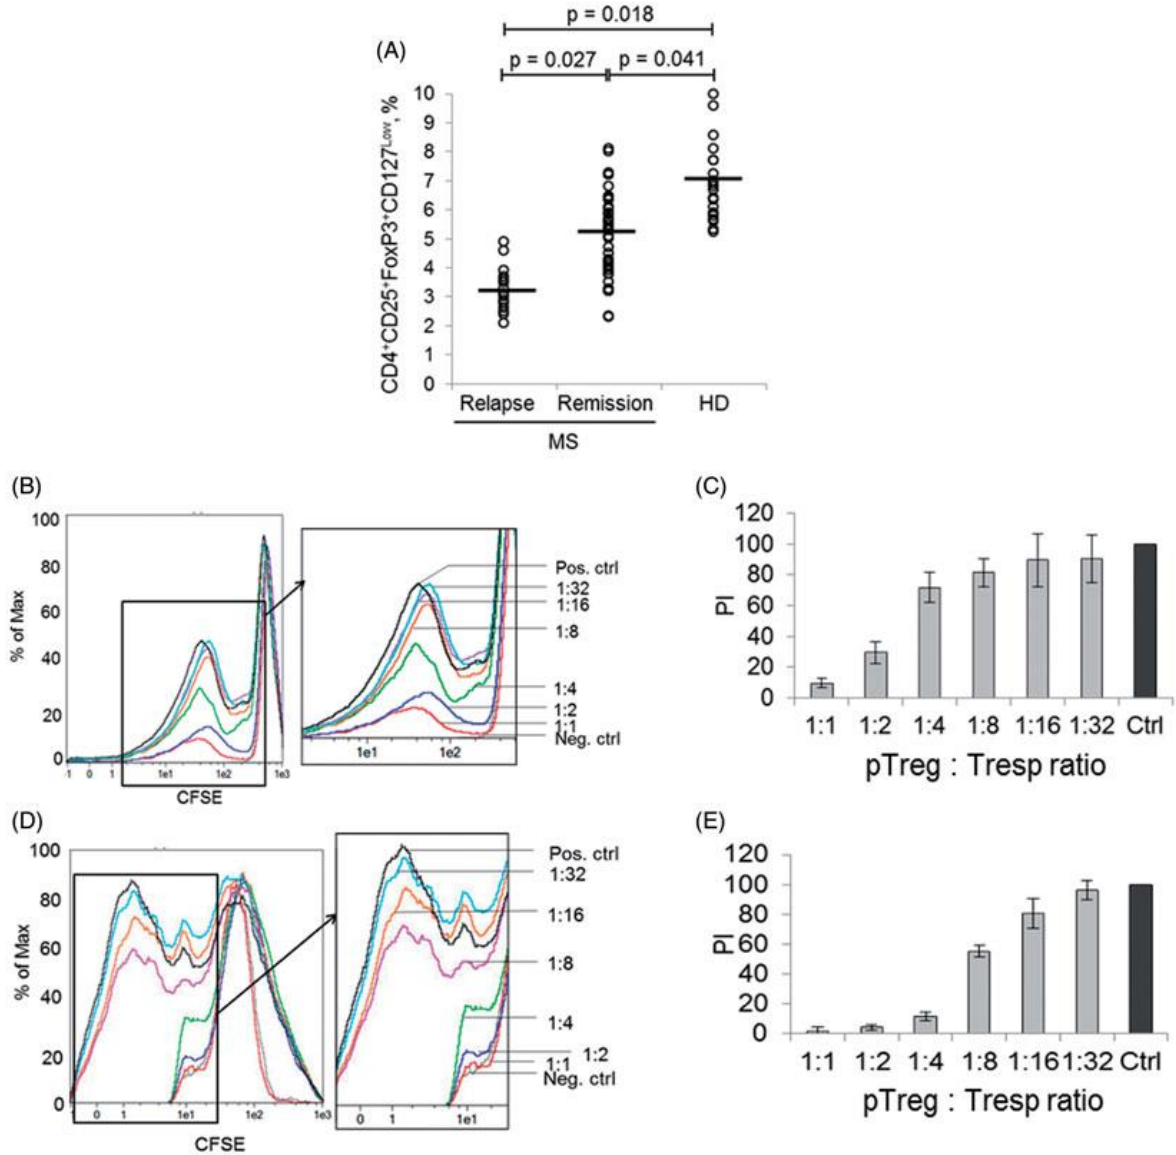 p = 0.018
(A)
p = 0.027 p = 0.041
CD4+CD25+FoxP3+CD127Low, %
10
9
8
7
6
5
4
3
2
1
0
Relapse Remission HD
MS
(B)
% of Max
100
80
60
40
20
0
-1 0 1 1e1 1e2 1e3
CFSE
1e1 1e2
Pos. ctrl
1:32
1:16
1:8
1:4
1:2
1:1
Neg. ctrl
(C)
PI
120
100
80
60
40
20
0
1:1 1:2 1:4 1:8 1:16 1:32 Ctrl
pTreg : Tresp ratio
(D)
% of Max
100
80
60
40
20
0
0 1 1e1 1e2 1e3
CFSE
0 1 1e1
Pos. ctrl
1:32
1:16
1:8
1:4
1:2
1:1
Neg. ctrl
(E)
PI
120
100
80
60
40
20
0
1:1 1:2 1:4 1:8 1:16 1:32 Ctrl
pTreg : Tresp ratio